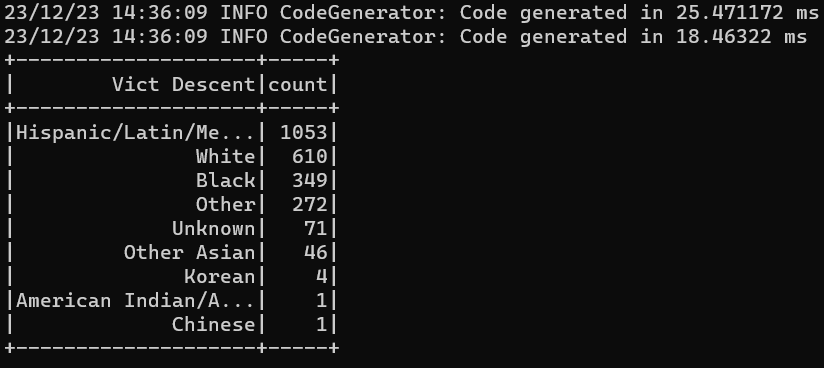 23/12/23 14:36:09 INFO CodeGenerator: Code generated in 25.471172 ms
23/12/23 14:36:09 INFO CodeGenerator: Code generated in 18.46322 ms
+--------------------+-----+
|        Vict Descent|count|
+--------------------+-----+
|Hispanic/Latin/Me...| 1053|
|               White|  610|
|               Black|  349|
|               Other|  272|
|             Unknown|   71|
|         Other Asian|   46|
|              Korean|    4|
|American Indian/A...|    1|
|             Chinese|    1|
+--------------------+-----+